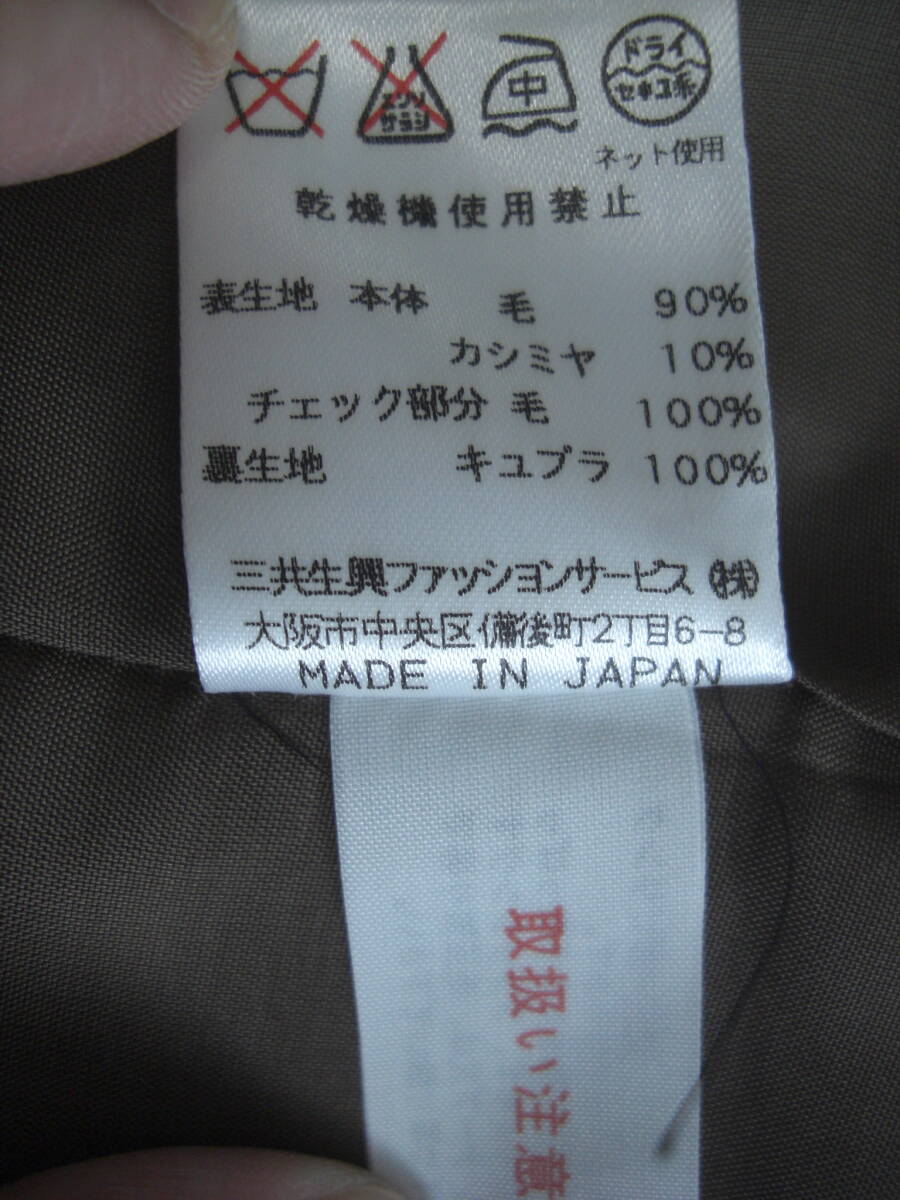 エンソ
サラシ
中
ドライ
セキユ系
ネット使用
乾燥機使用禁止
表生地 本体 毛 90%
カシミヤ 10%
チェック部分 毛 100%
裏生地 キュプラ 100%
三共生興ファッションサービス(株)
大阪市中央区備後町2丁目6-8
MADE IN JAPAN
取扱い注意